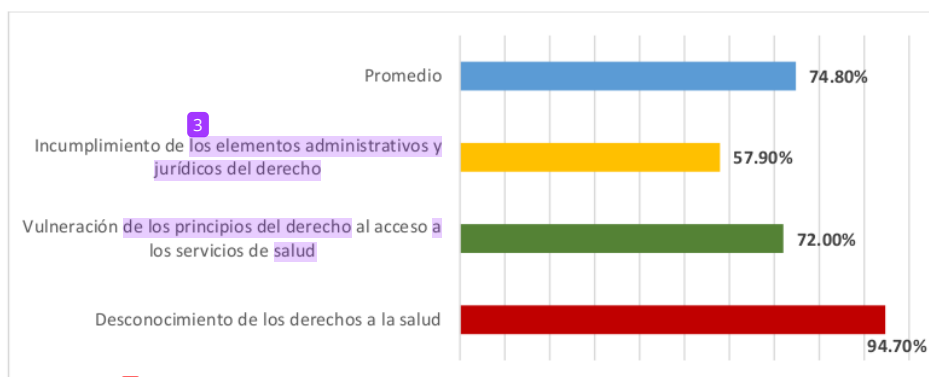 Promedio
74.80%
3
Incumplimiento de los elementos administrativos y
jurídicos del derecho
57.90%
Vulneración de los principios del derecho al acceso a
los servicios de salud
72.00%
Desconocimiento de los derechos a la salud
94.70%